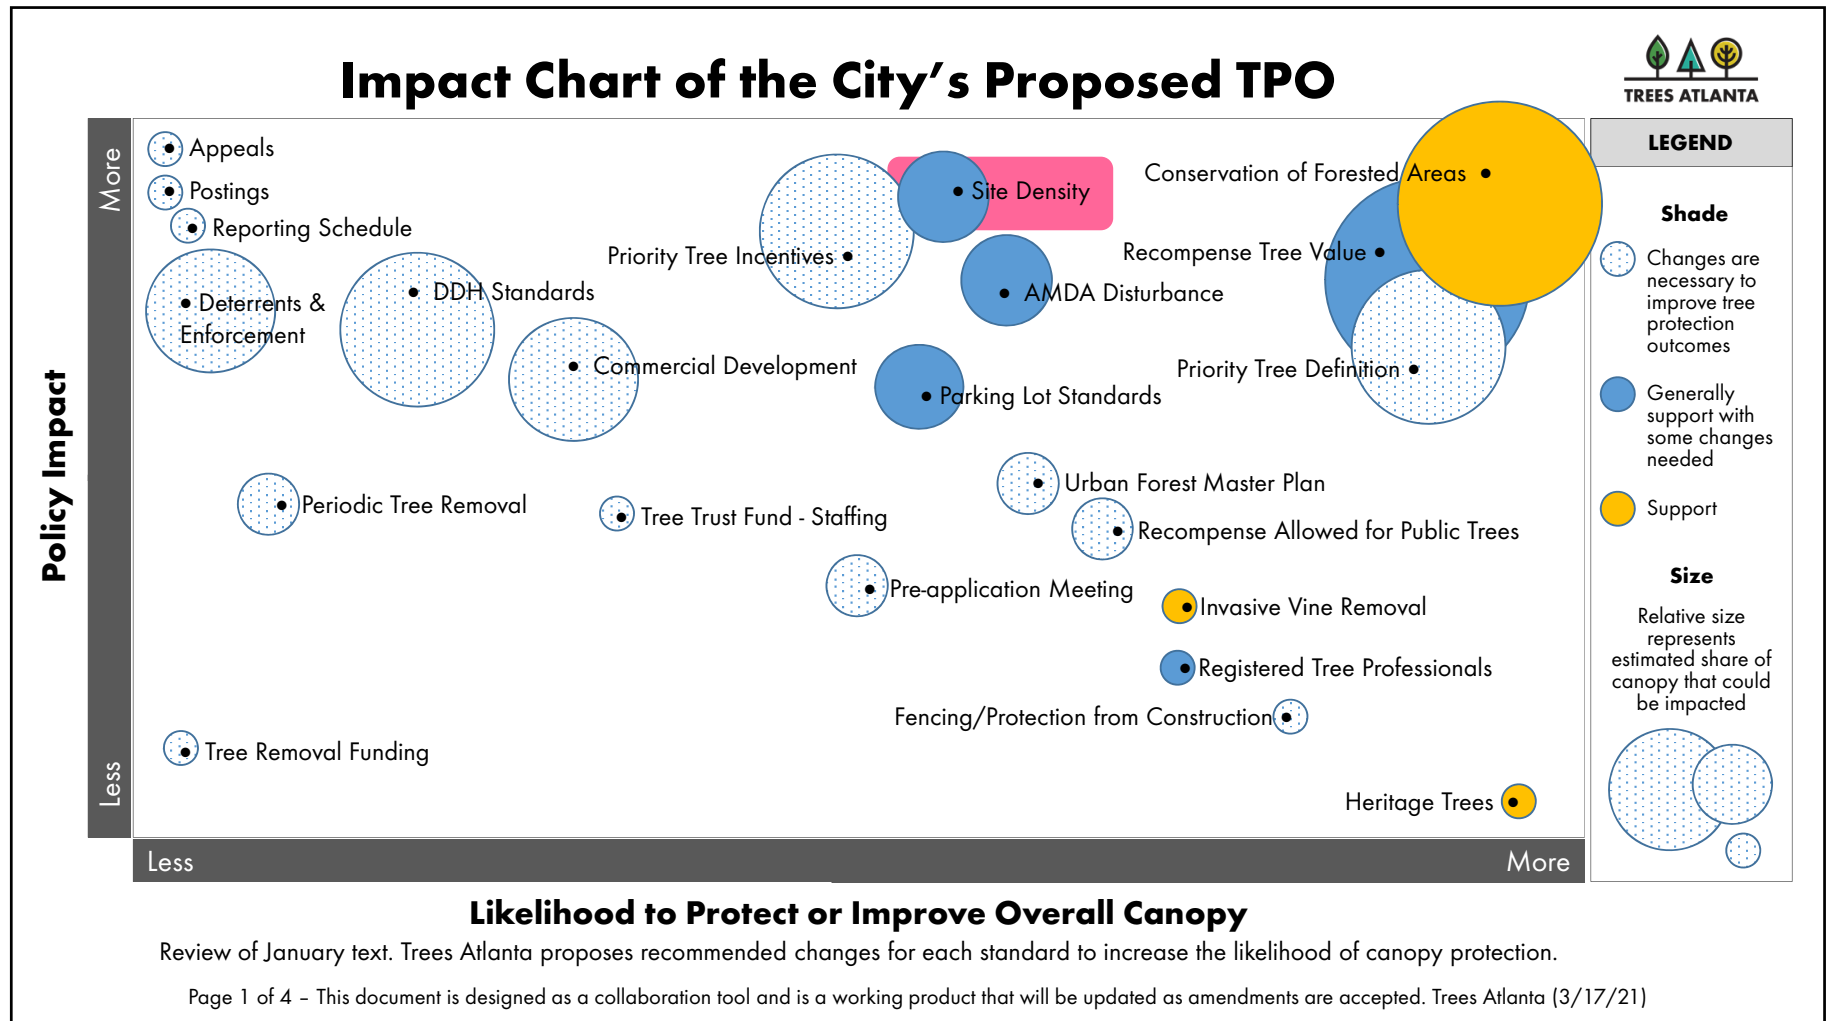 Impact Chart of the City's Proposed TPO
TREES ATLANTA
More
Policy Impact
Less
Appeals
Postings
Reporting Schedule
Deterrents &
Enforcement
DDH Standards
Commercial Development
Priority Tree Incentives
Site Density
AMDA Disturbance
Parking Lot Standards
Conservation of Forested Areas
Recompense Tree Value
Priority Tree Definition
Periodic Tree Removal
Tree Trust Fund - Staffing
Urban Forest Master Plan
Recompense Allowed for Public Trees
Pre-application Meeting
Invasive Vine Removal
Registered Tree Professionals
Fencing/Protection from Construction
Tree Removal Funding
Heritage Trees
LEGEND
Shade
Changes are
necessary to
improve tree
protection
outcomes
Generally
support with
some changes
needed
Support
Size
Relative size
represents
estimated share of
canopy that could
be impacted
Less
More
Likelihood to Protect or Improve Overall Canopy
Review of January text. Trees Atlanta proposes recommended changes for each standard to increase the likelihood of canopy protection.
Page 1 of 4 – This document is designed as a collaboration tool and is a working product that will be updated as amendments are accepted. Trees Atlanta (3/17/21)